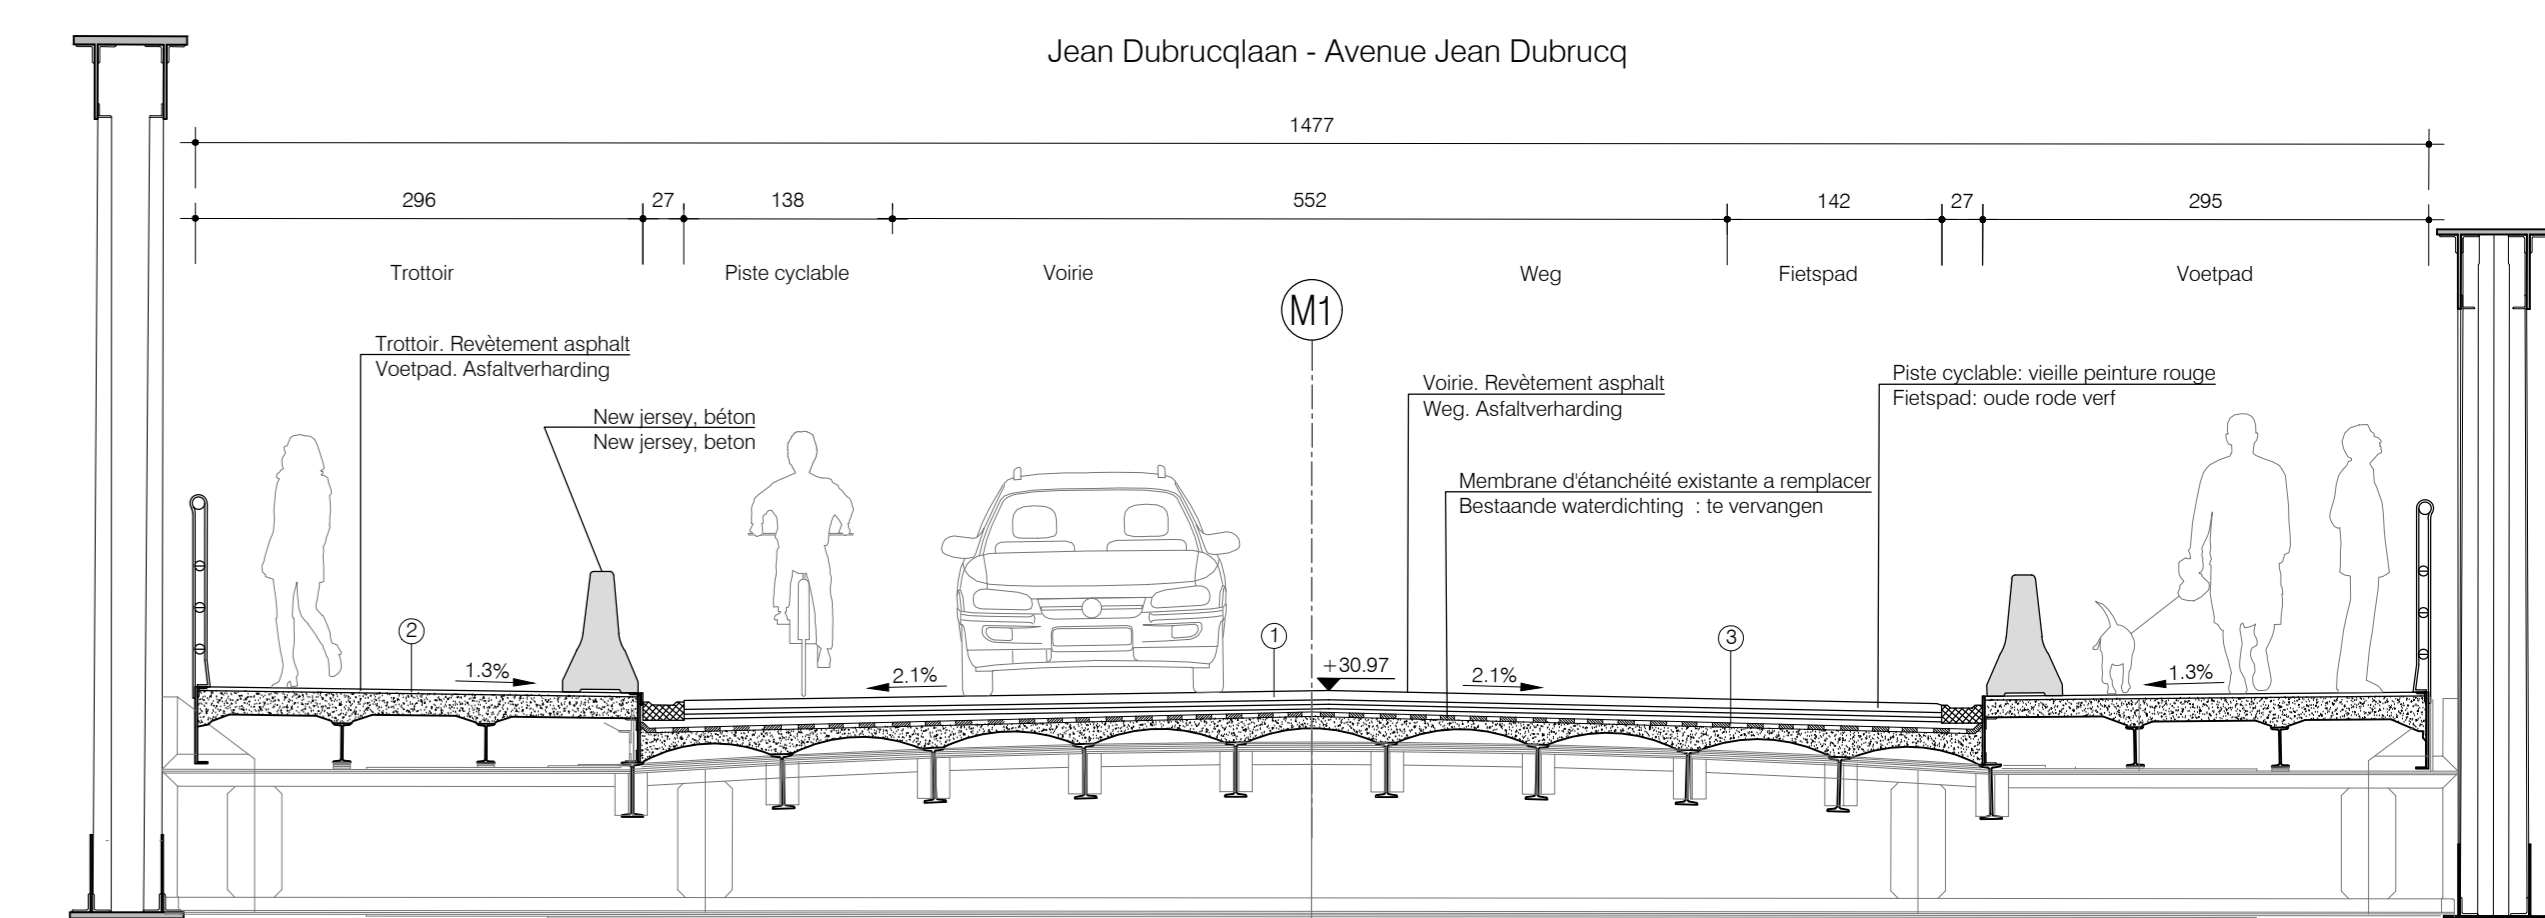 Jean Dubrucqlaan - Avenue Jean Dubrucq
1477
296 27 138 552 142 27 295
Trottoir Piste cyclable Voirie Weg Fietspad Voetpad
M1
Trottoir. Revètement asphalt
Voetpad. Asfaltverharding
New jersey, béton
New jersey, beton
Voirie. Revètement asphalt
Weg. Asfaltverharding
Piste cyclable: vieille peinture rouge
Fietspad: oude rode verf
Membrane d'étanchéité existante a remplacer
Bestaande waterdichting : te vervangen
2 1 3
1.3% 2.1% +30.97 2.1% 1.3%